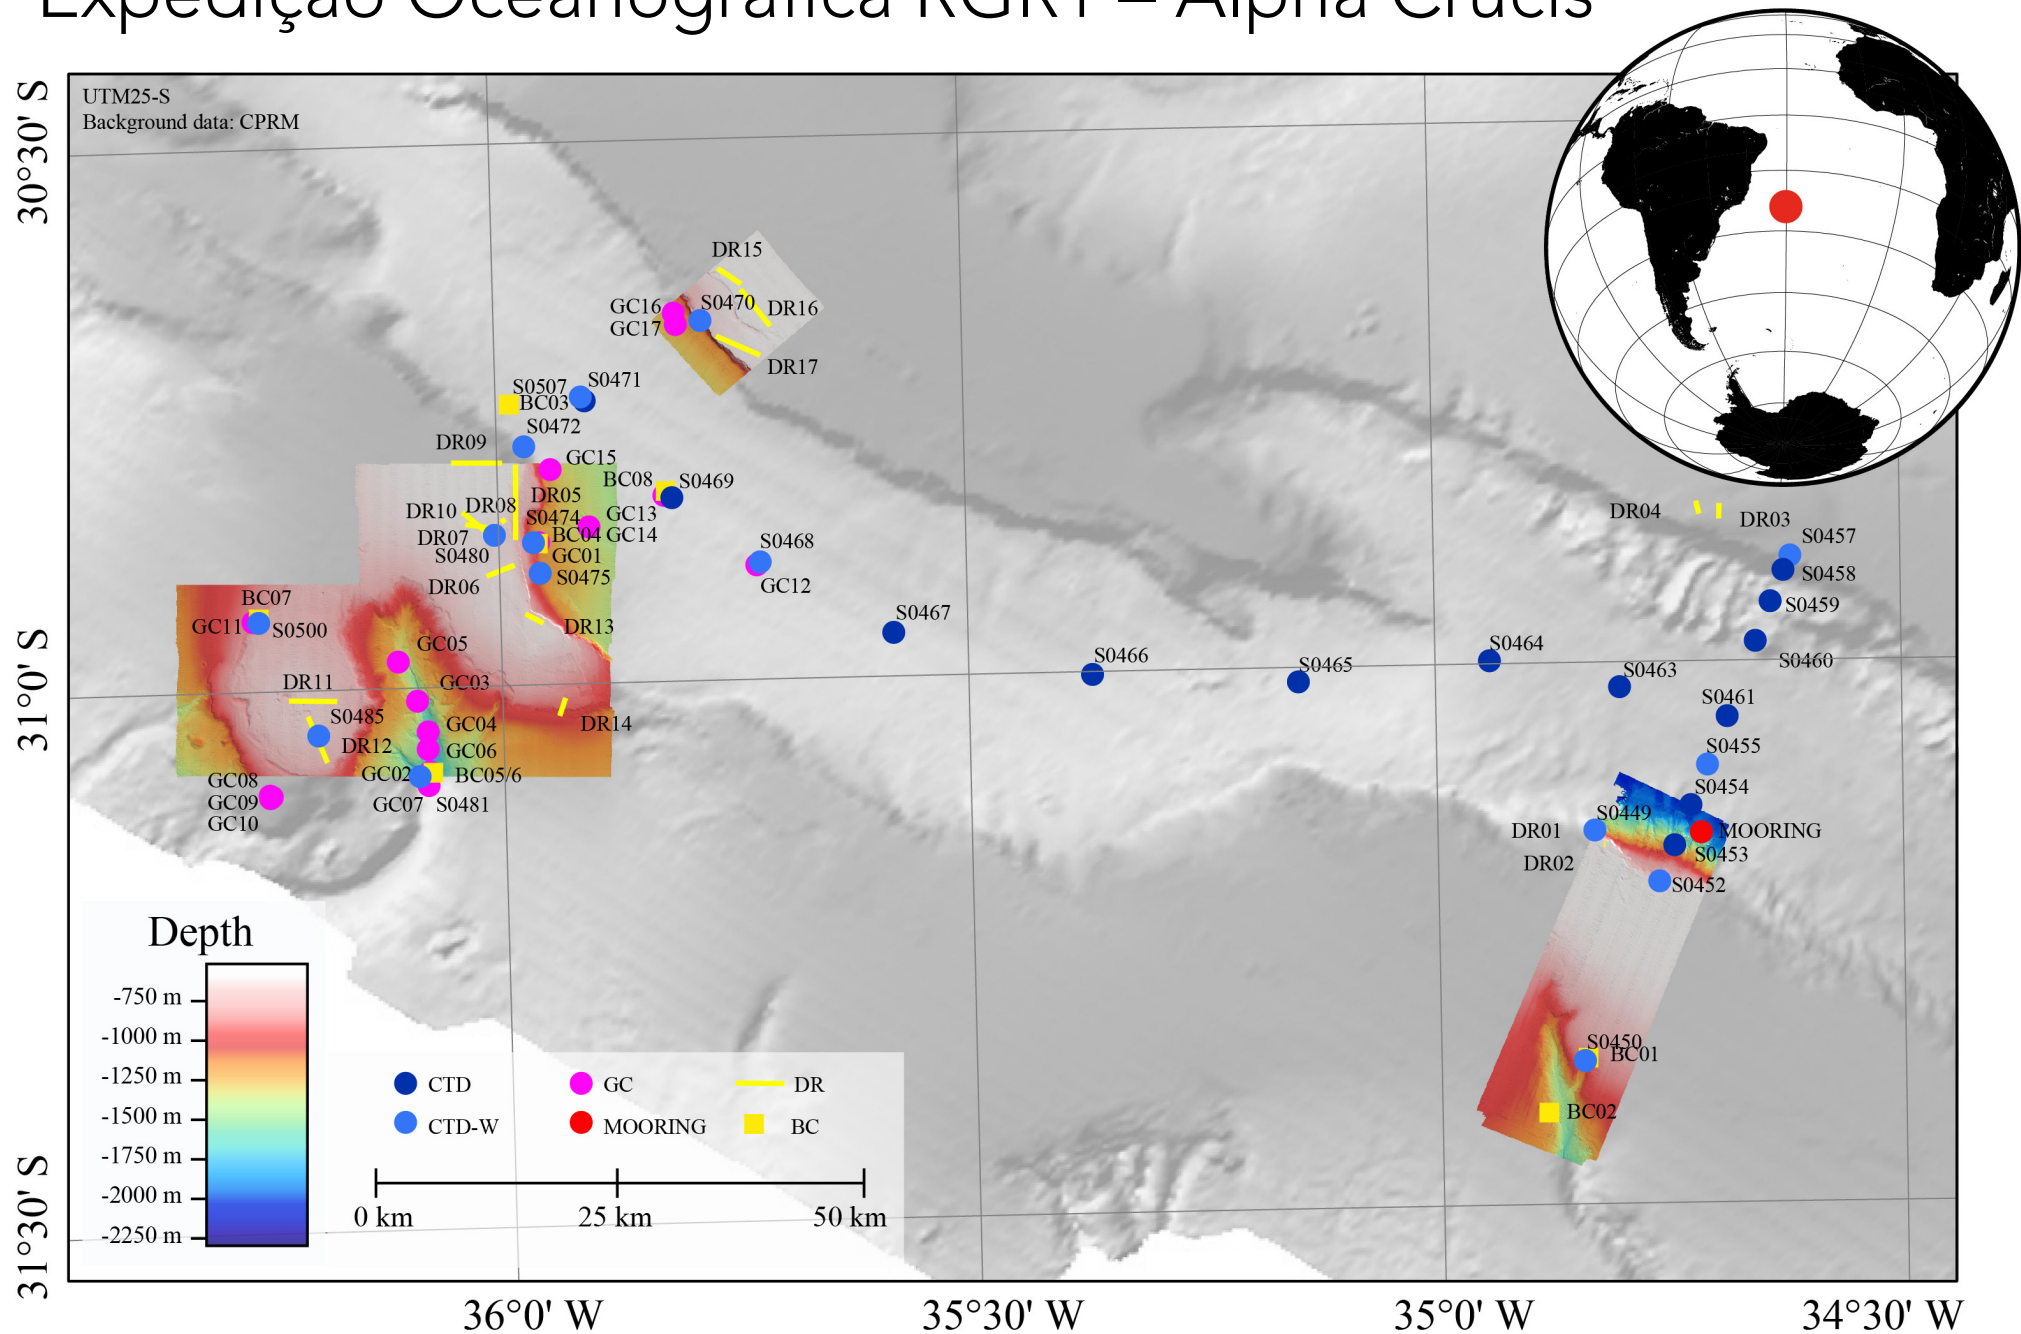 Expedição Oceanográfica RGR1 – Alpha Crucis
UTM25-S
Background data: CPRM
30°30' S
31°0' S
31°30' S
DR15
GC16
S0470
DR16
GC17
DR17
S0471
S0507
BC03
S0472
DR09
GC15
BC08
S0469
DR05
DR10
DR08
GC13
S0474
DR07
BC04
GC14
S0480
GC01
S0475
DR06
S0468
GC12
DR04
DR03
S0457
S0458
S0459
S0460
BC07
GC11
S0500
DR13
GC05
S0467
S0466
S0465
S0464
S0463
S0461
DR11
GC03
S0485
DR12
GC04
GC06
DR14
GC02
BC05/6
GC07
S0481
GC08
GC09
GC10
S0455
S0454
S0449
DR01
MOORING
DR02
S0453
S0452
S0450
BC01
BC02
Depth
-750 m
-1000 m
-1250 m
-1500 m
-1750 m
-2000 m
-2250 m
CTD
GC
DR
CTD-W
MOORING
BC
0 km
25 km
50 km
36°0' W
35°30' W
35°0' W
34°30' W